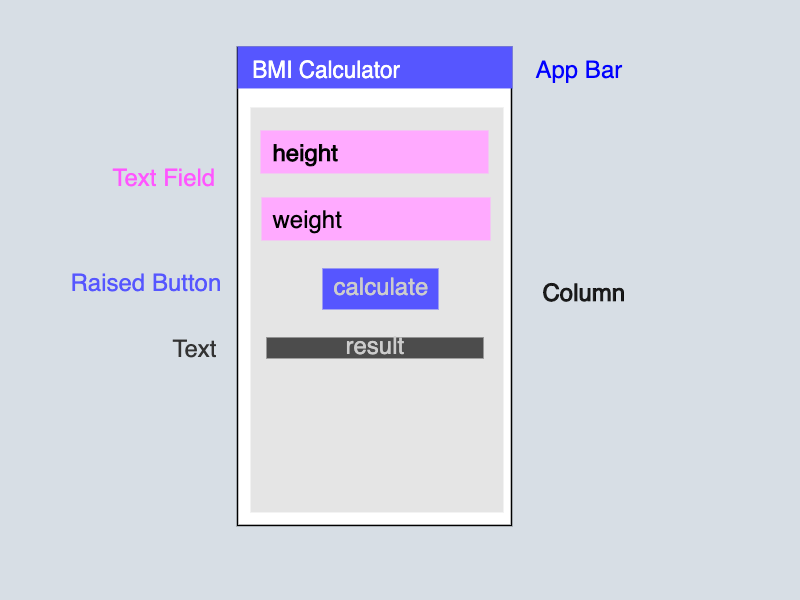 BMI Calculator
App Bar
height
Text Field
weight
Raised Button
calculate
Column
Text
result